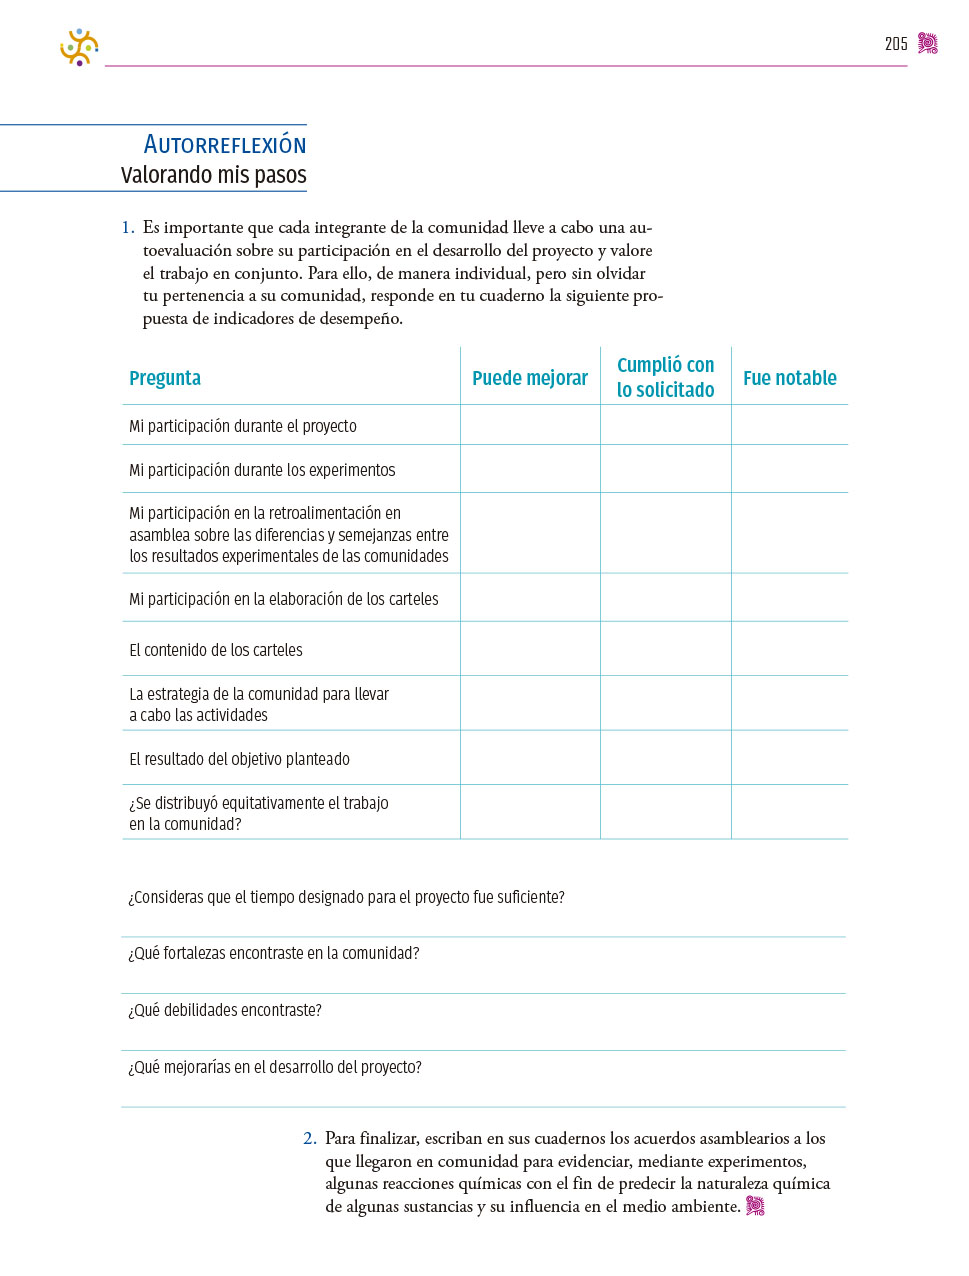 205
AUTORREFLEXIÓN
Valorando mis pasos
1. Es importante que cada integrante de la comunidad lleve a cabo una au-
toevaluación sobre su participación en el desarrollo del proyecto y valore
el trabajo en conjunto. Para ello, de manera individual, pero sin olvidar
tu pertenencia a su comunidad, responde en tu cuaderno la siguiente pro-
puesta de indicadores de desempeño.
Pregunta
Puede mejorar
Cumplió con
lo solicitado
Fue notable
Mi participación durante el proyecto
Mi participación durante los experimentos
Mi participación en la retroalimentación en
asamblea sobre las diferencias y semejanzas entre
los resultados experimentales de las comunidades
Mi participación en la elaboración de los carteles
El contenido de los carteles
La estrategia de la comunidad para llevar
a cabo las actividades
El resultado del objetivo planteado
¿Se distribuyó equitativamente el trabajo
en la comunidad?
¿Consideras que el tiempo designado para el proyecto fue suficiente?
¿Qué fortalezas encontraste en la comunidad?
¿Qué debilidades encontraste?
¿Qué mejorarías en el desarrollo del proyecto?
2. Para finalizar, escriban en sus cuadernos los acuerdos asamblearios a los
que llegaron en comunidad para evidenciar, mediante experimentos,
algunas reacciones químicas con el fin de predecir la naturaleza química
de algunas sustancias y su influencia en el medio ambiente.